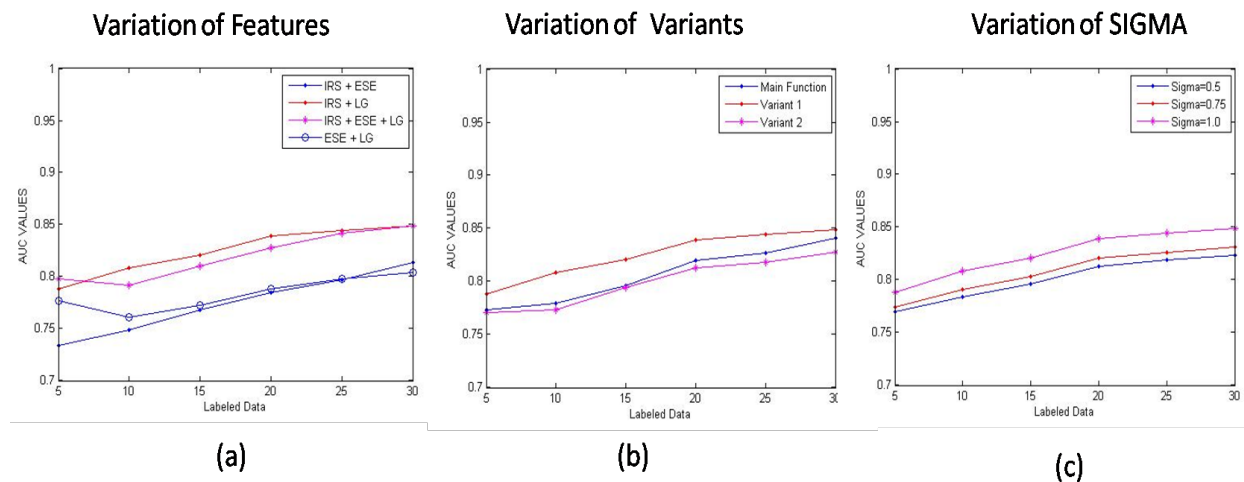 Variation of Features
1
0.95
0.9
0.85
0.8
0.75
0.7
AUC VALUES
5 10 15 20 25 30
Labeled Data
IRS + ESE
IRS + LG
IRS + ESE + LG
ESE + LG
(a)
Variation of Variants
1
0.95
0.9
0.85
0.8
0.75
0.7
AUC VALUES
5 10 15 20 25 30
Labeled Data
Main Function
Variant 1
Variant 2
(b)
Variation of SIGMA
1
0.95
0.9
0.85
0.8
0.75
0.7
AUC VALUES
5 10 15 20 25 30
Labeled Data
Sigma=0.5
Sigma=0.75
Sigma=1.0
(c)